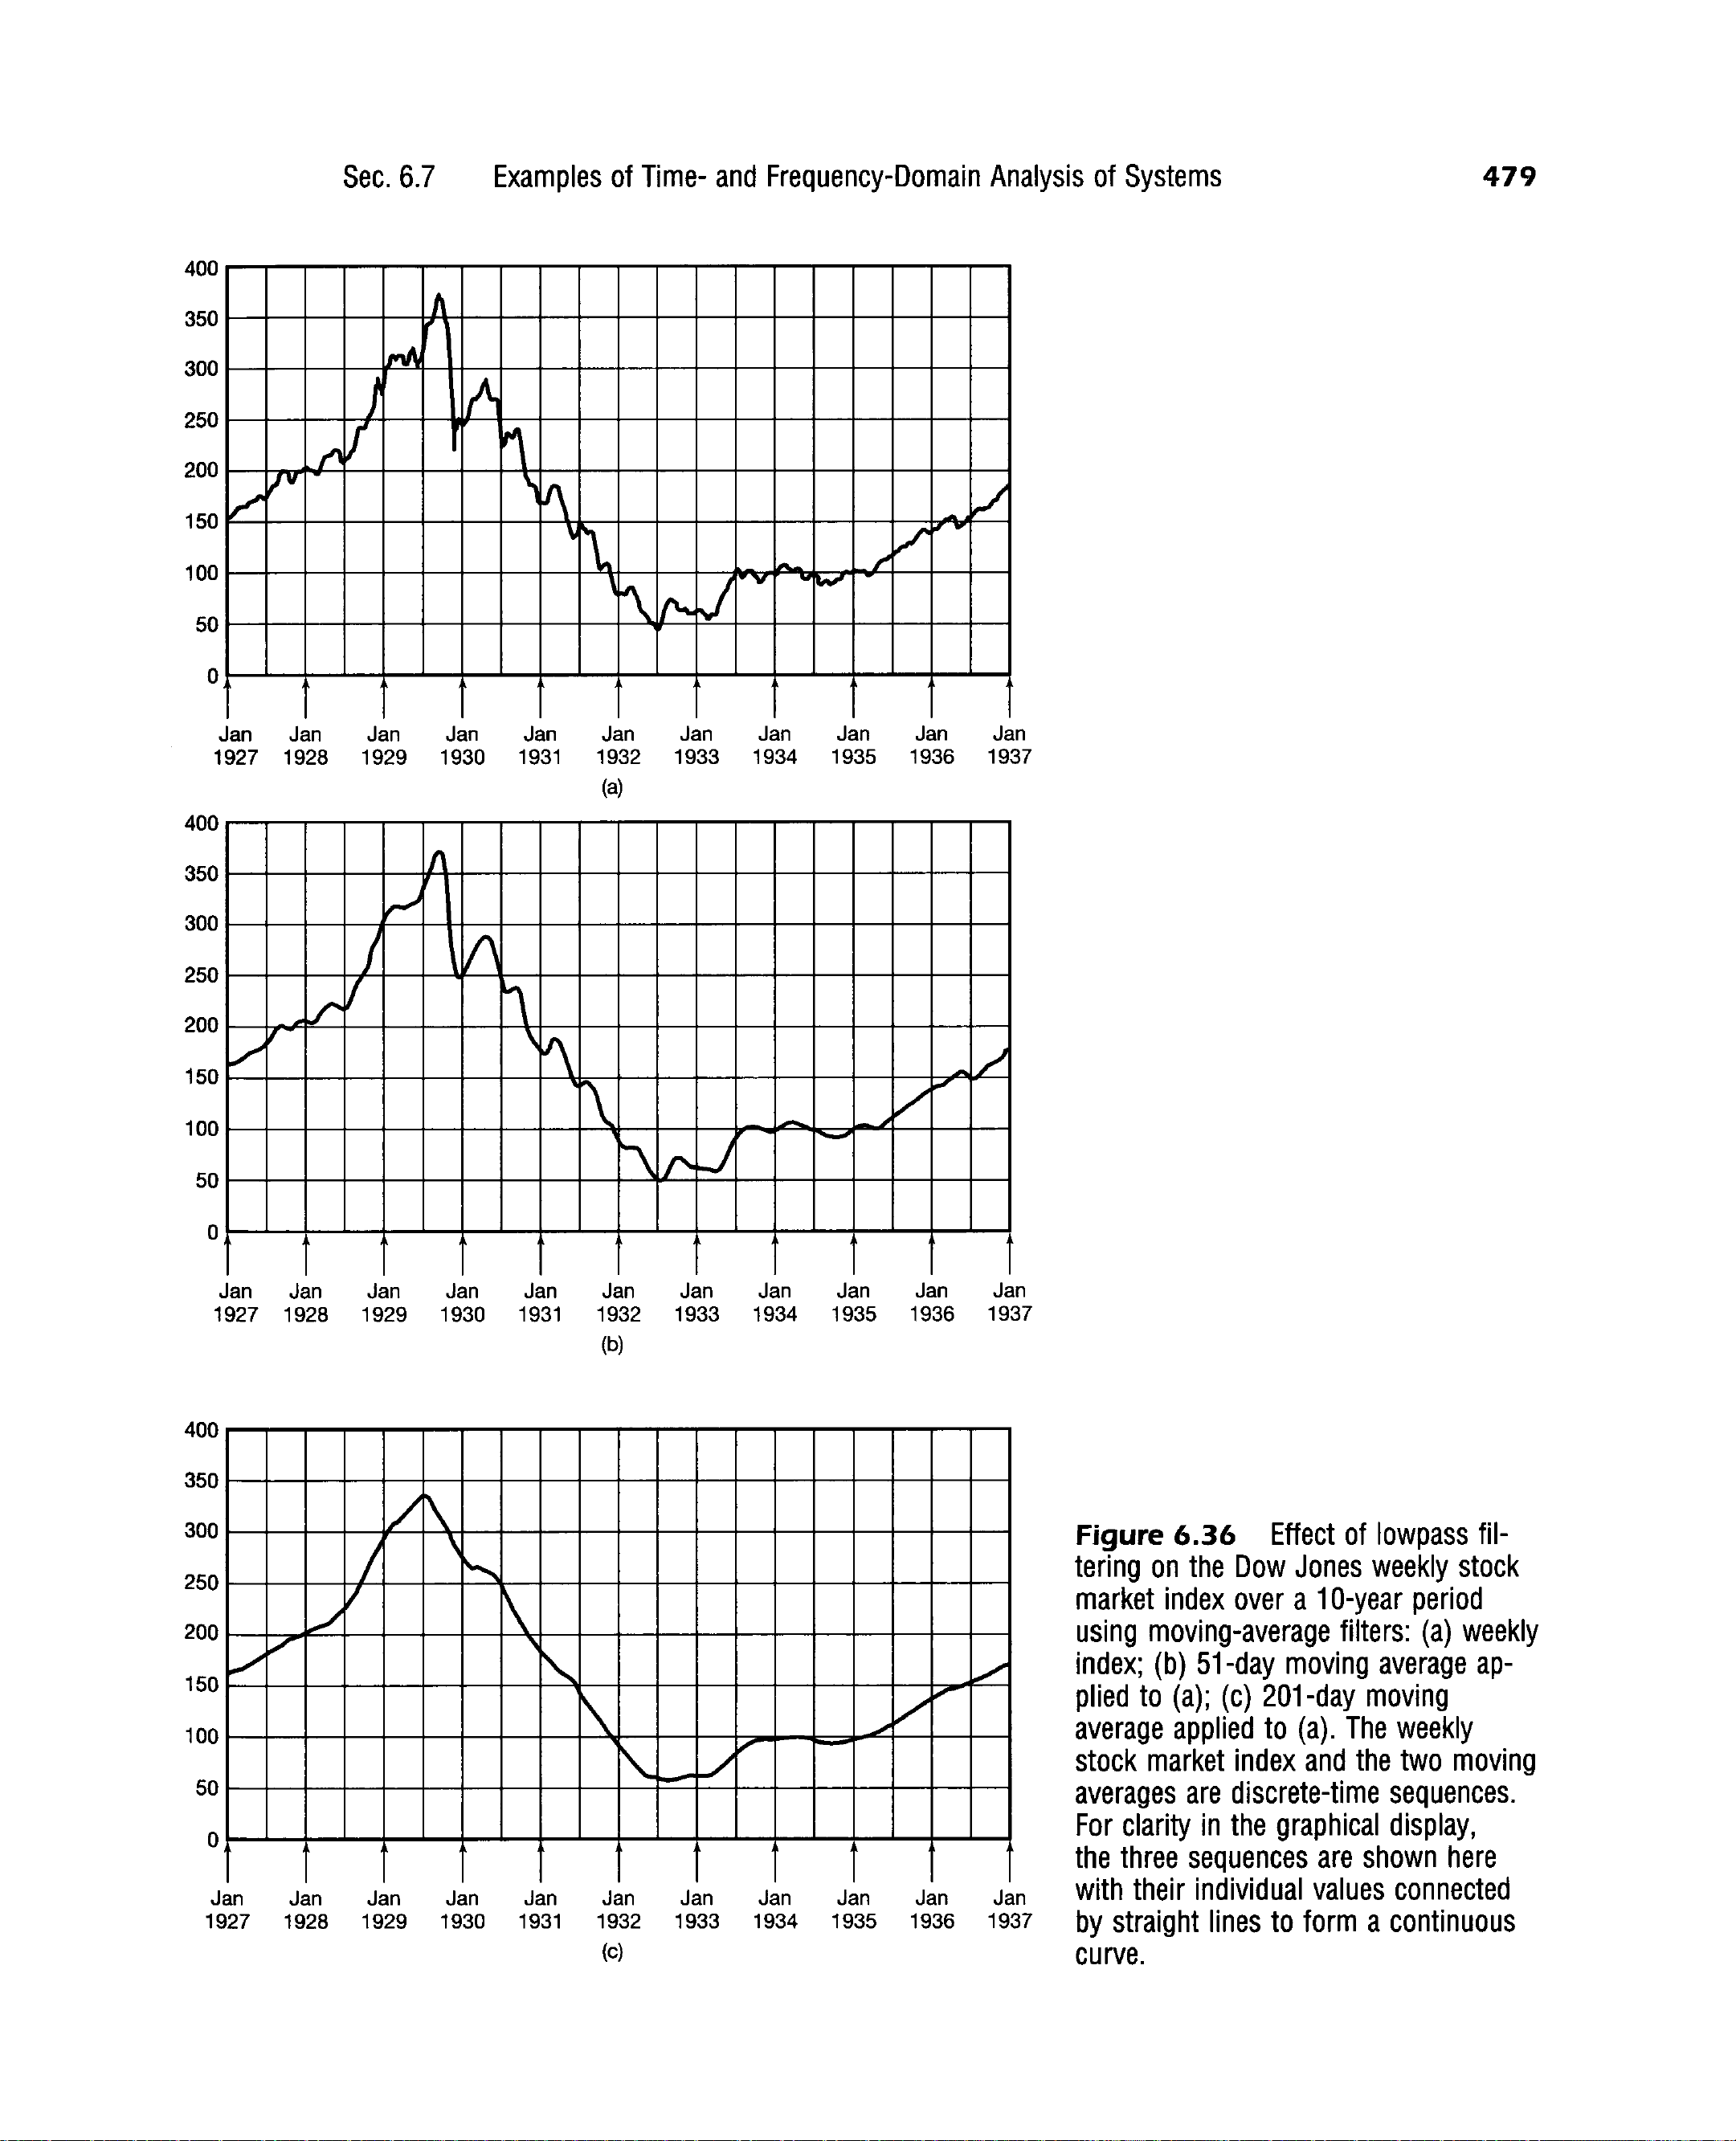 Sec. 6.7 Examples of Time- and Frequency-Domain Analysis of Systems 479
400
350
300
250
200
150
100
50
0
Jan Jan Jan Jan Jan Jan Jan Jan Jan Jan Jan
1927 1928 1929 1930 1931 1932 1933 1934 1935 1936 1937
(a)
400
350
300
250
200
150
100
50
0
Jan Jan Jan Jan Jan Jan Jan Jan Jan Jan Jan
1927 1928 1929 1930 1931 1932 1933 1934 1935 1936 1937
(b)
400
350
300
250
200
150
100
50
0
Jan Jan Jan Jan Jan Jan Jan Jan Jan Jan Jan
1927 1928 1929 1930 1931 1932 1933 1934 1935 1936 1937
(c)
Figure 6.36 Effect of lowpass fil-
tering on the Dow Jones weekly stock
market index over a 10-year period
using moving-average filters: (a) weekly
index; (b) 51-day moving average ap-
plied to (a); (c) 201-day moving
average applied to (a). The weekly
stock market index and the two moving
averages are discrete-time sequences.
For clarity in the graphical display,
the three sequences are shown here
with their individual values connected
by straight lines to form a continuous
curve.